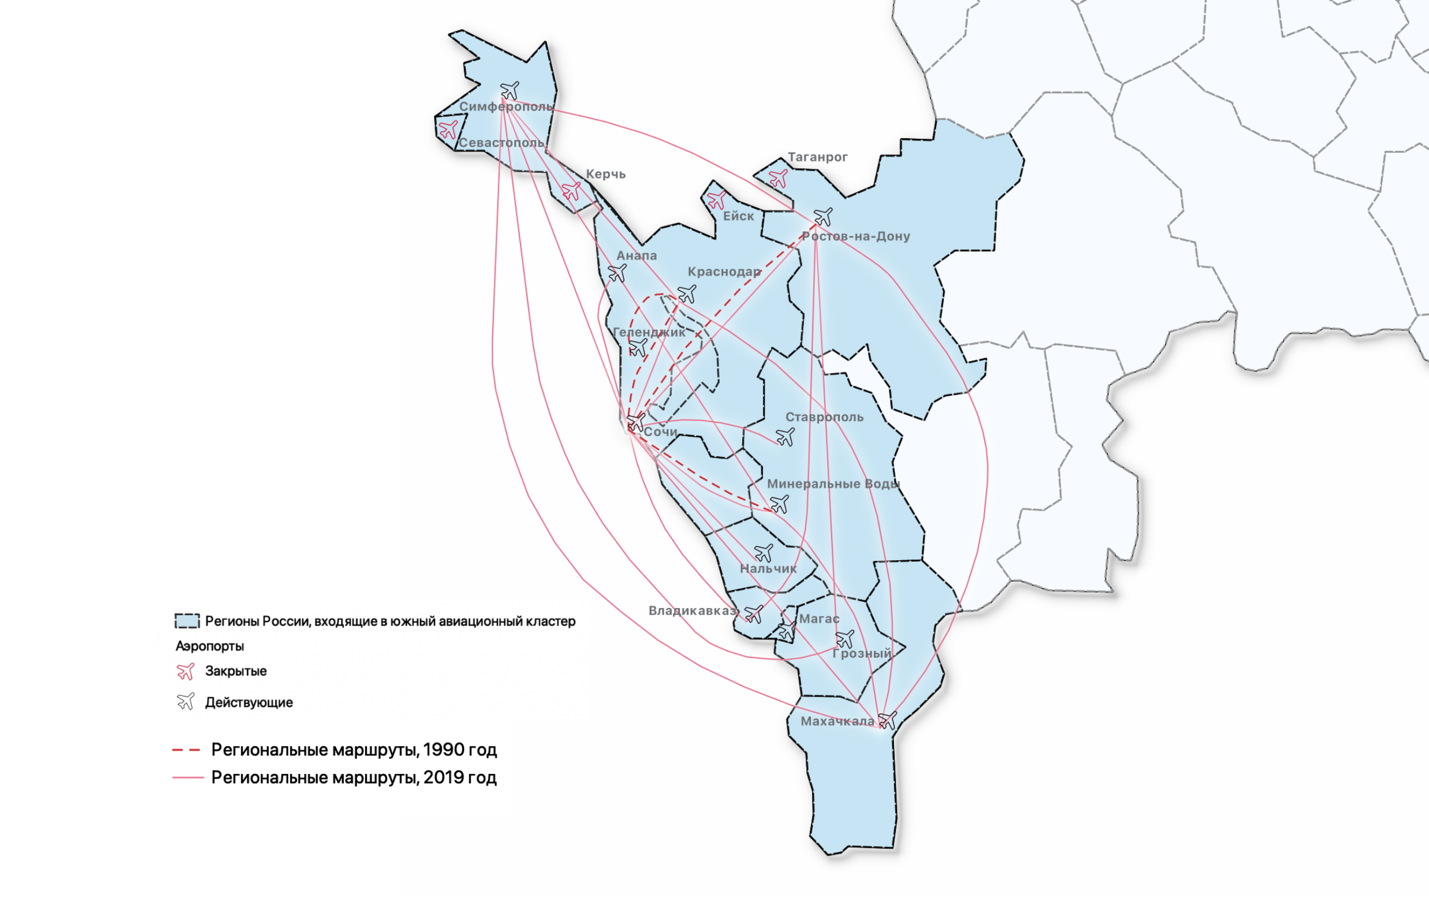 Симферополь
Севастополь
Керчь
Таганрог
Ейск
Ростов-на-Дону
Анапа
Краснодар
Геленджик
Ставрополь
Сочи
Минеральные Воды
Нальчик
Владикавказ
Магас
Грозный
Махачкала
Регионы России, входящие в южный авиационный кластер
Аэропорты
Закрытые
Действующие
Региональные маршруты, 1990 год
Региональные маршруты, 2019 год